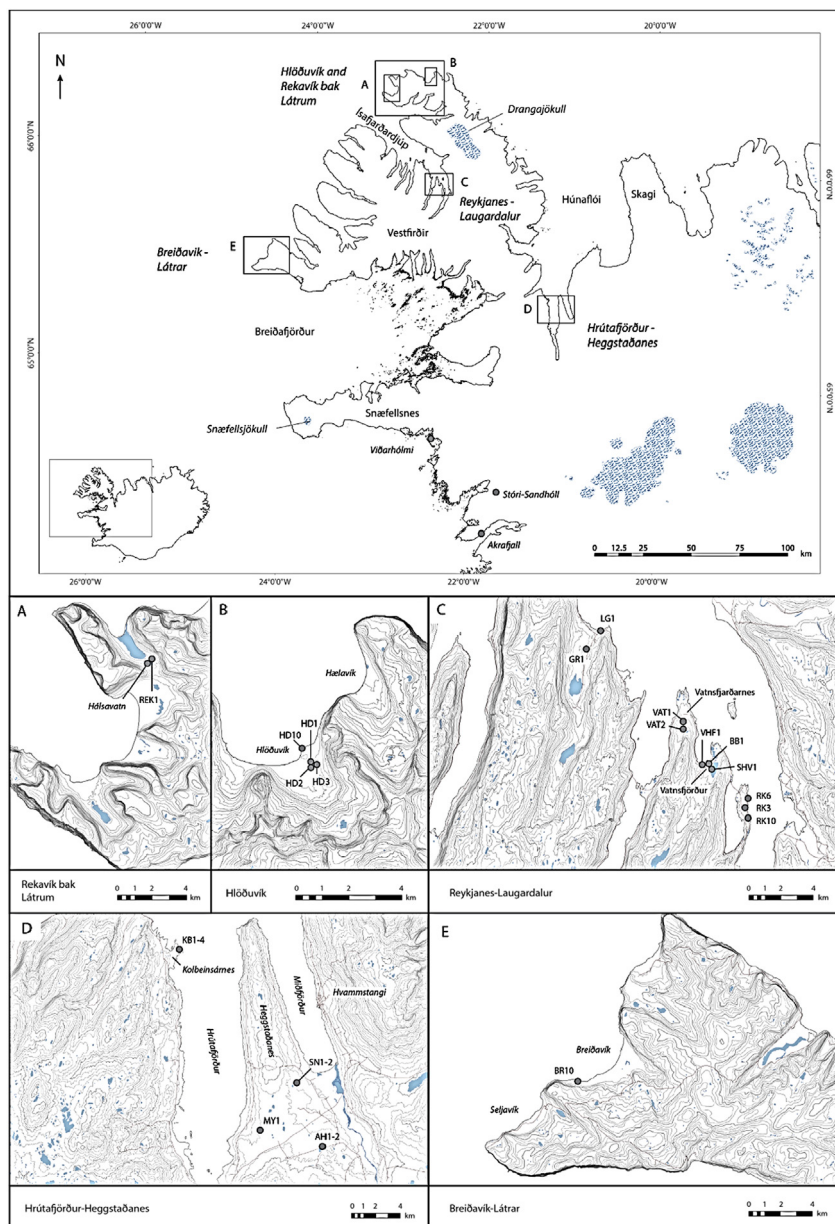 26°0'0"W
24°0'0"W
22°0'0"W
20°0'0"W
N
B
Hlöðuvík and
Rekavík bak
Látrum
A
Drangajökull
Ísafjarðardjúp
66°0'0"N
66°0'0"N
C
Reykjanes -
Laugardalur
Húnaflói
Skagi
Vestfirðir
Breiðavík -
Látrar
E
D
Hrútafjörður -
Heggstaðanes
Breiðafjörður
65°0'0"N
65°0'0"N
Snæfellsnes
Snæfellsjökull
Viðarhólmi
Stóri-Sandhóll
Akrafjall
0 12.5 25 50 75 100
km
26°0'0"W
24°0'0"W
22°0'0"W
20°0'0"W
A
Hálsavatn
REK1
Rekavík bak
Látrum
0 1 2 4
km
B
Hælavík
HD1
HD10
Hlöðuvík
HD2
HD3
Hlöðuvík
0 1 2 4
km
C
LG1
GR1
Vatnsfjarðarnes
VAT1
VAT2
VHF1
BB1
SHV1
Vatnsfjörður
RK6
RK3
RK10
Reykjanes-Laugardalur
0 1 2 4
km
D
KB1-4
Kolbeinsárnes
Hrútafjörður
Heggstaðanes
Miðfjörður
Hvammstangi
SN1-2
MY1
AH1-2
Hrútafjörður-Heggstaðanes
0 1 2 4
km
E
Breiðavík
BR10
Seljavík
Breiðavík-Látrar
0 1 2 4
km